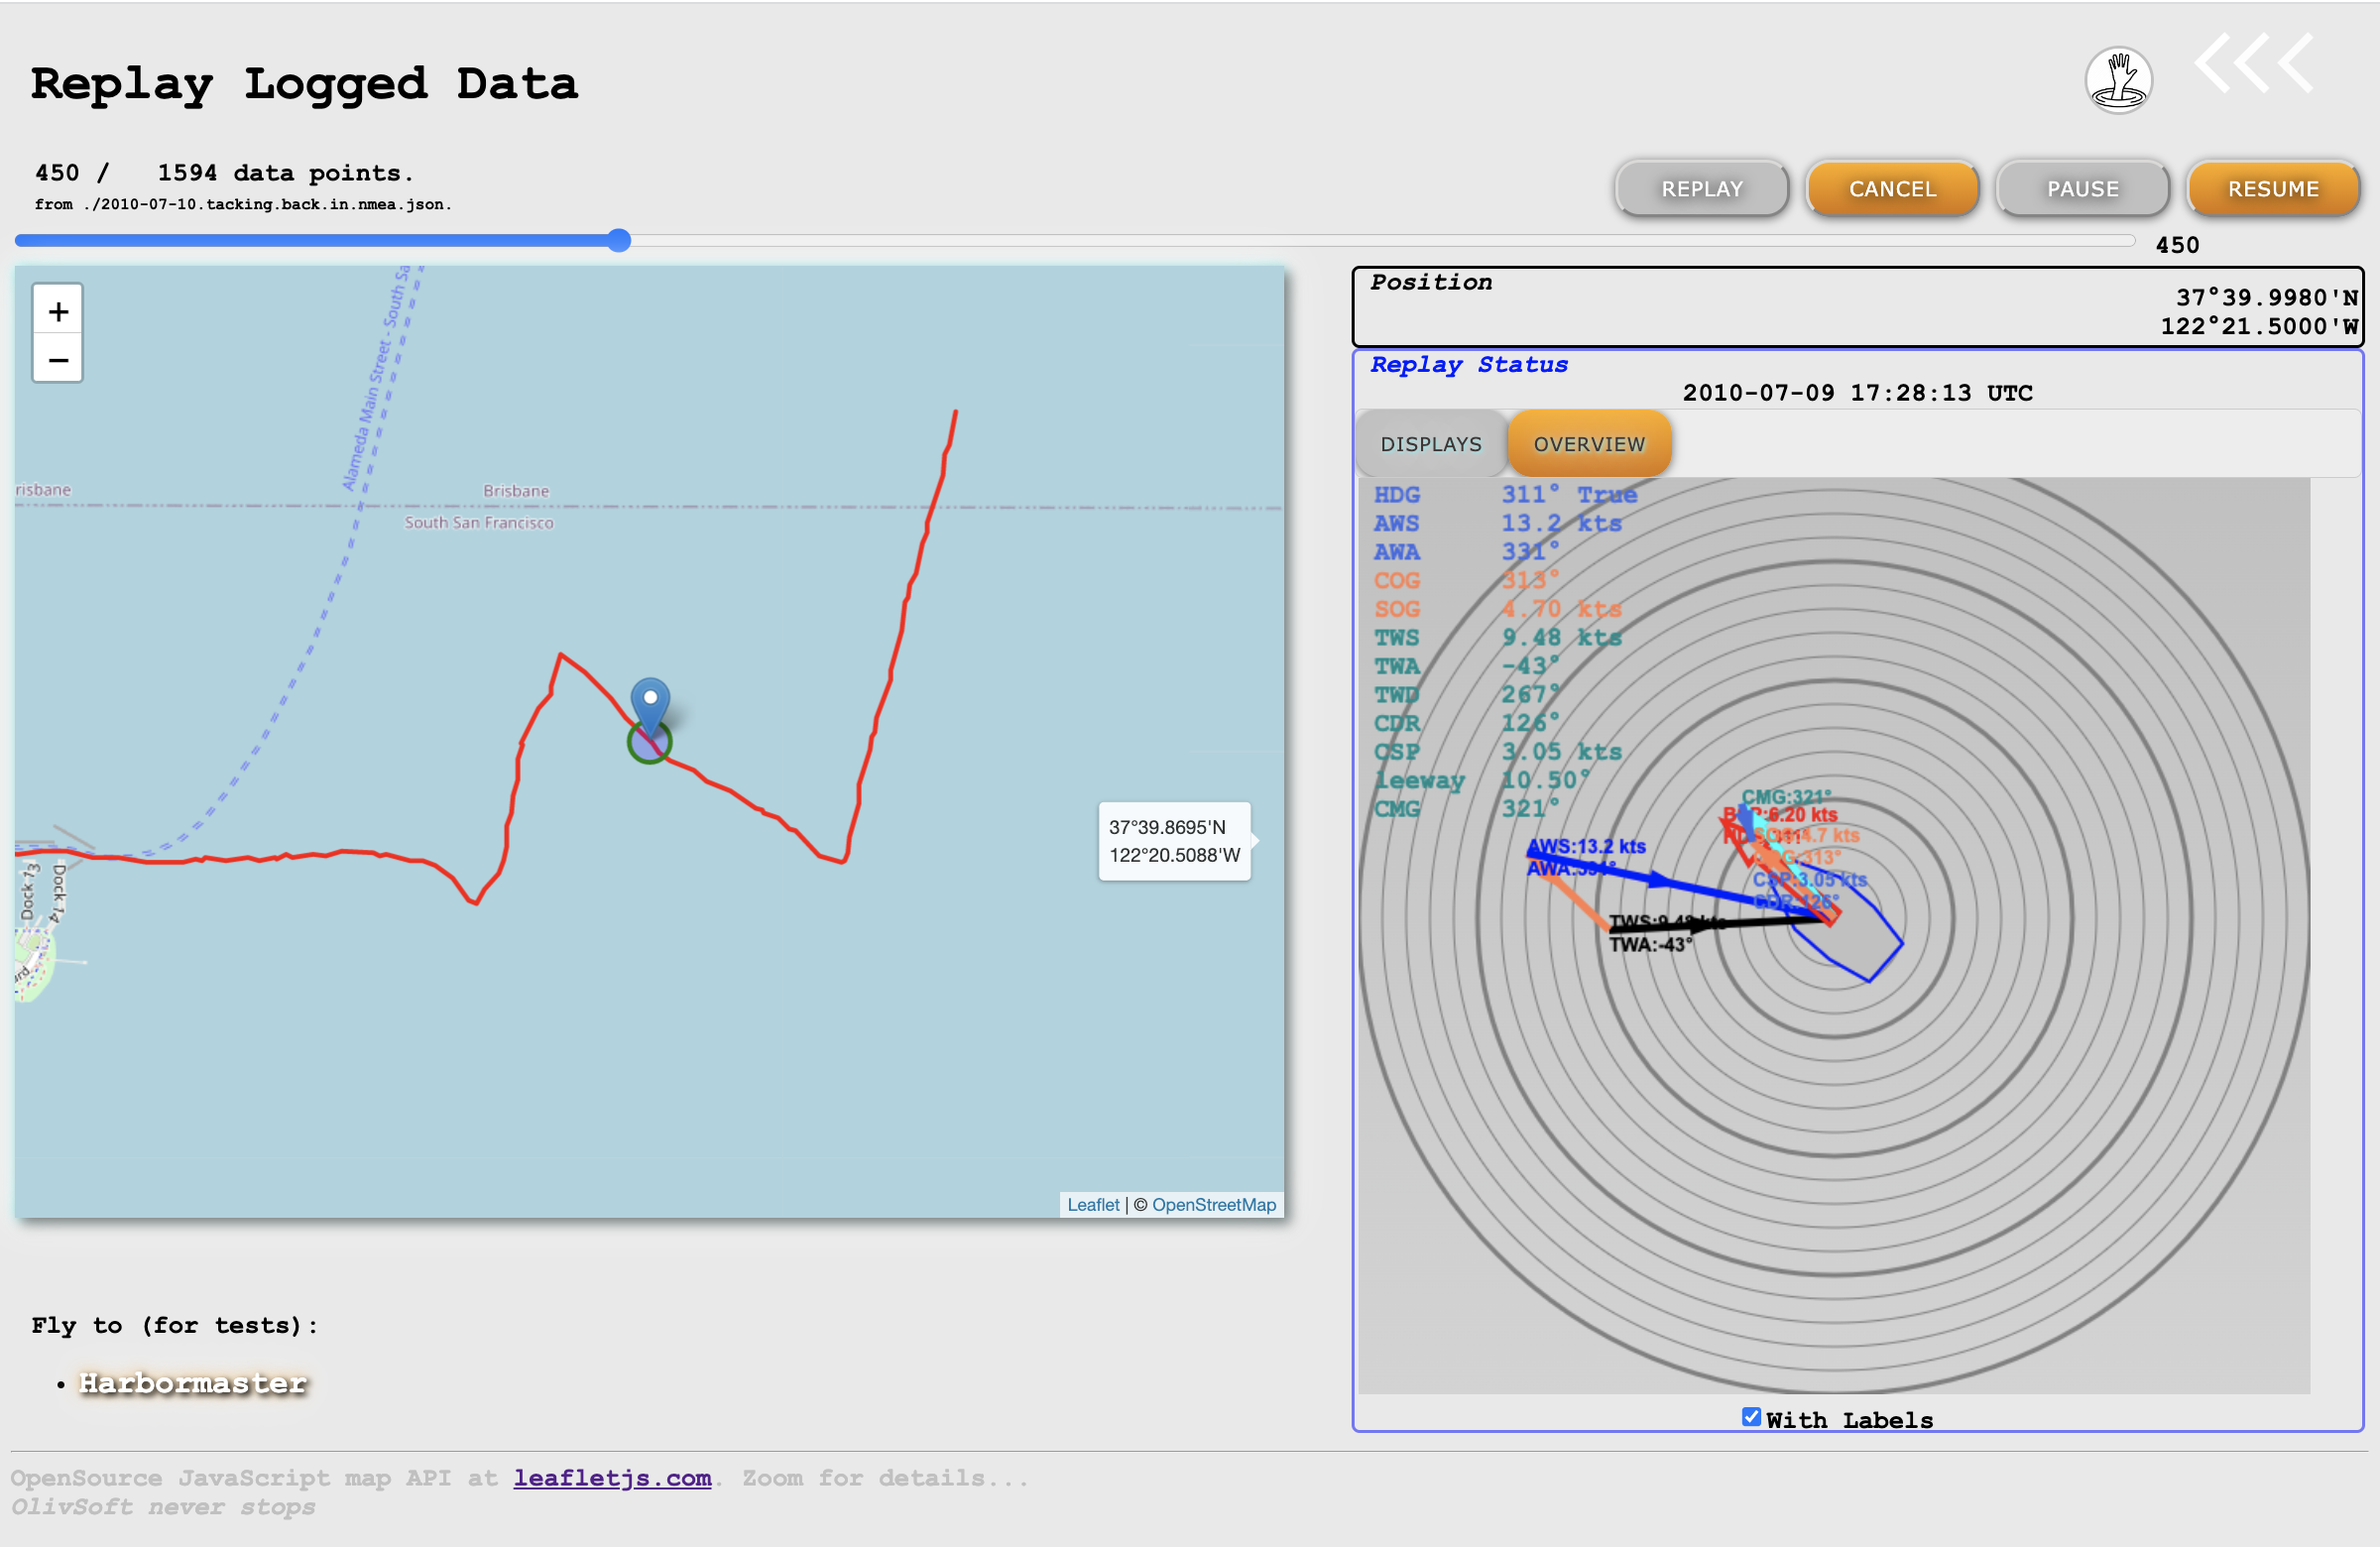 Replay Logged Data
450 / 1594 data points.
from ./2010-07-10.tacking.back.in.nmea.json.
REPLAY
CANCEL
PAUSE
RESUME
450
+
−
Alameda Main Street - South Sa
risbane
Brisbane
South San Francisco
37°39.8695'N
122°20.5088'W
Dock 13
Dock 14
Leaflet | © OpenStreetMap
Position
37°39.9980'N
122°21.5000'W
Replay Status
2010-07-09 17:28:13 UTC
DISPLAYS
OVERVIEW
HDG 311° True
AWS 13.2 kts
AWA 331°
COG 313°
SOG 4.70 kts
TWS 9.48 kts
TWA -43°
TWD 267°
CDR 126°
CSP 3.05 kts
leeway 10.50°
CMG 321°
CMG:321°
6.20 kts
4.7 kts
313°
AWS:13.2 kts
AWA:331°
CSP:3.05 kts
CDR:126°
TWS:9.48 kts
TWA:-43°
With Labels
Fly to (for tests):
• Harbormaster
OpenSource JavaScript map API at leafletjs.com. Zoom for details...
OlivSoft never stops